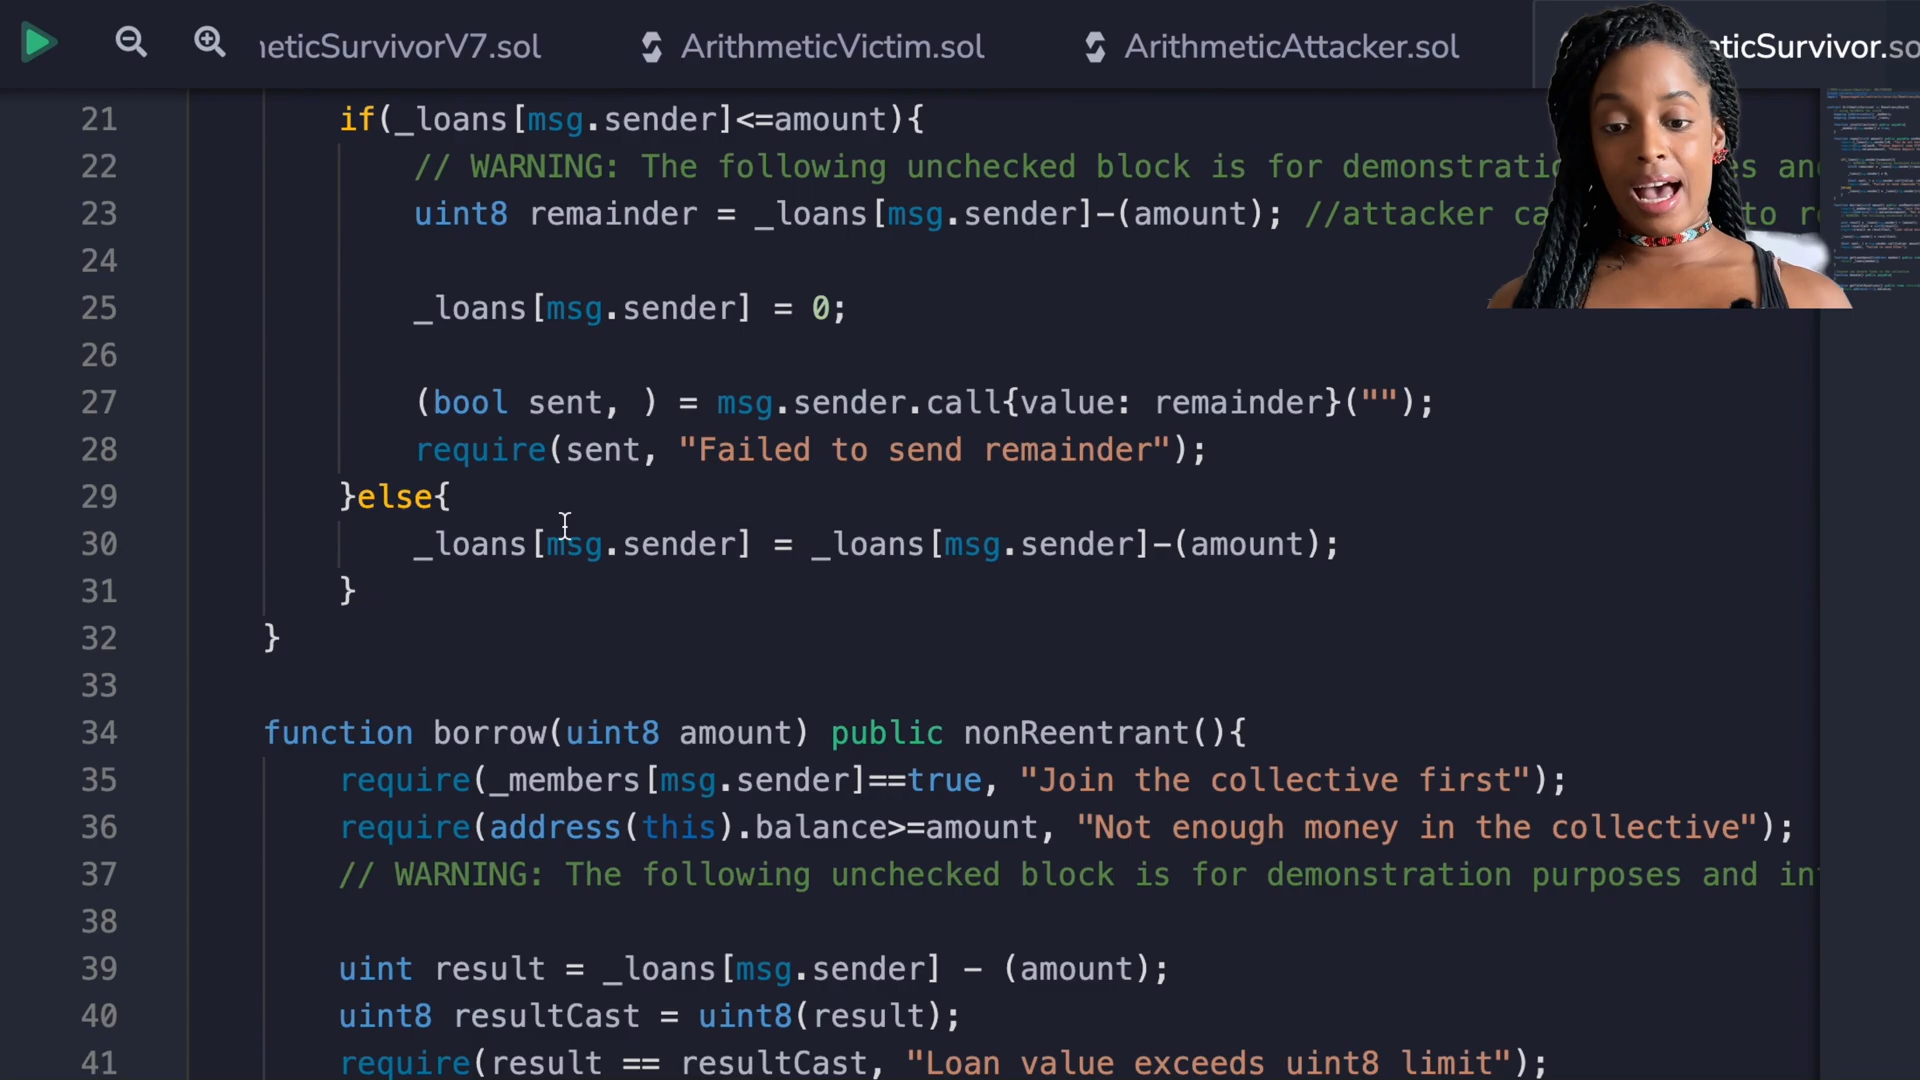 neticSurvivorV7.sol
ArithmeticVictim.sol
ArithmeticAttacker.sol
eticSurvivor.so
21 if(_loans[msg.sender]<=amount){
22 // WARNING: The following unchecked block is for
23 uint8 remainder = _loans[msg.sender]-(amount); //attacker to
24
25 _loans[msg.sender] = 0;
26
27 (bool sent, ) = msg.sender.call{value: remainder}("");
28 require(sent, "Failed to send remainder");
29 }else{
30 _loans[msg.sender] = _loans[msg.sender]-(amount);
31 }
32 }
33
34 function borrow(uint8 amount) public nonReentrant(){
35 require(_members[msg.sender]==true, "Join the collective first");
36 require(address(this).balance>=amount, "Not enough money in the collective");
37 // WARNING: The following unchecked block is for demonstration purposes and in
38
39 uint result = _loans[msg.sender] - (amount);
40 uint8 resultCast = uint8(result);
41 require(result == resultCast, "Loan value exceeds uint8 limit");